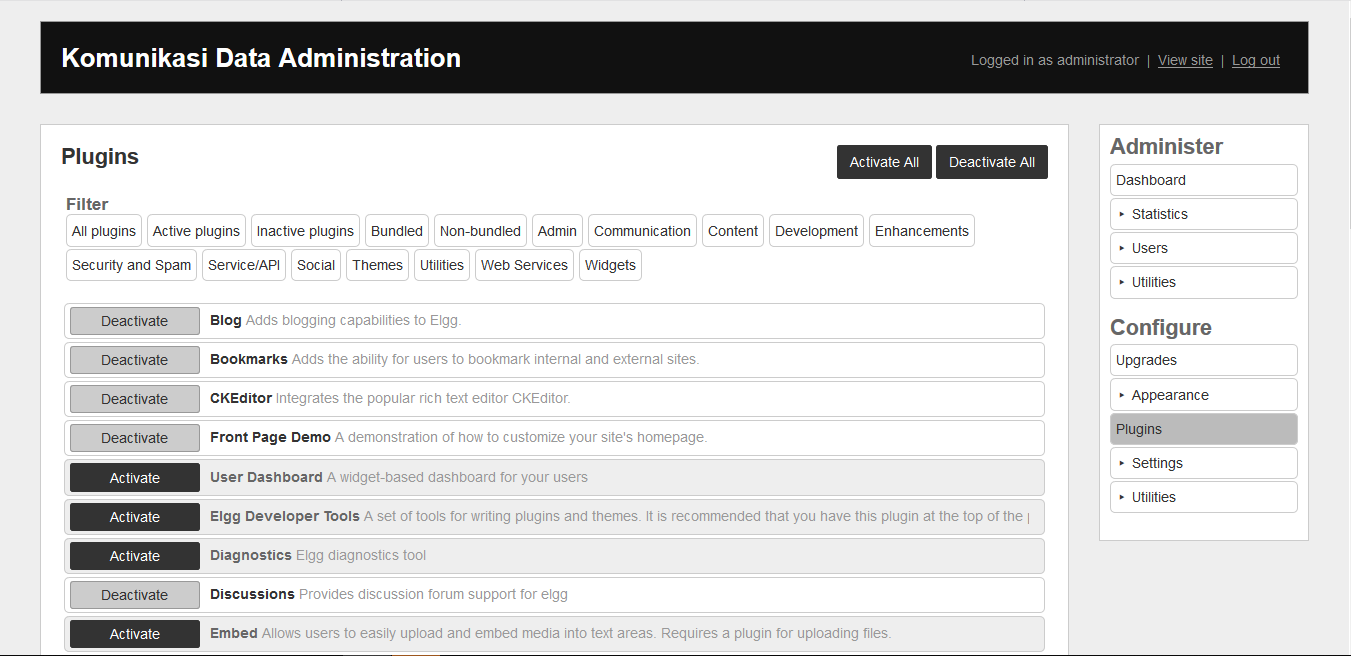 Komunikasi Data Administration
Logged in as administrator | View site | Log out
Plugins
Activate All Deactivate All
Filter
All plugins Active plugins Inactive plugins Bundled Non-bundled Admin Communication Content Development Enhancements
Security and Spam Service/API Social Themes Utilities Web Services Widgets
Deactivate Blog Adds blogging capabilities to Elgg.
Deactivate Bookmarks Adds the ability for users to bookmark internal and external sites.
Deactivate CKEditor Integrates the popular rich text editor CKEditor.
Deactivate Front Page Demo A demonstration of how to customize your site's homepage.
Activate User Dashboard A widget-based dashboard for your users
Activate Elgg Developer Tools A set of tools for writing plugins and themes. It is recommended that you have this plugin at the top of the
Activate Diagnostics Elgg diagnostics tool
Deactivate Discussions Provides discussion forum support for elgg
Activate Embed Allows users to easily upload and embed media into text areas. Requires a plugin for uploading files.
Administer
Dashboard
‣ Statistics
‣ Users
‣ Utilities
Configure
Upgrades
‣ Appearance
Plugins
‣ Settings
‣ Utilities